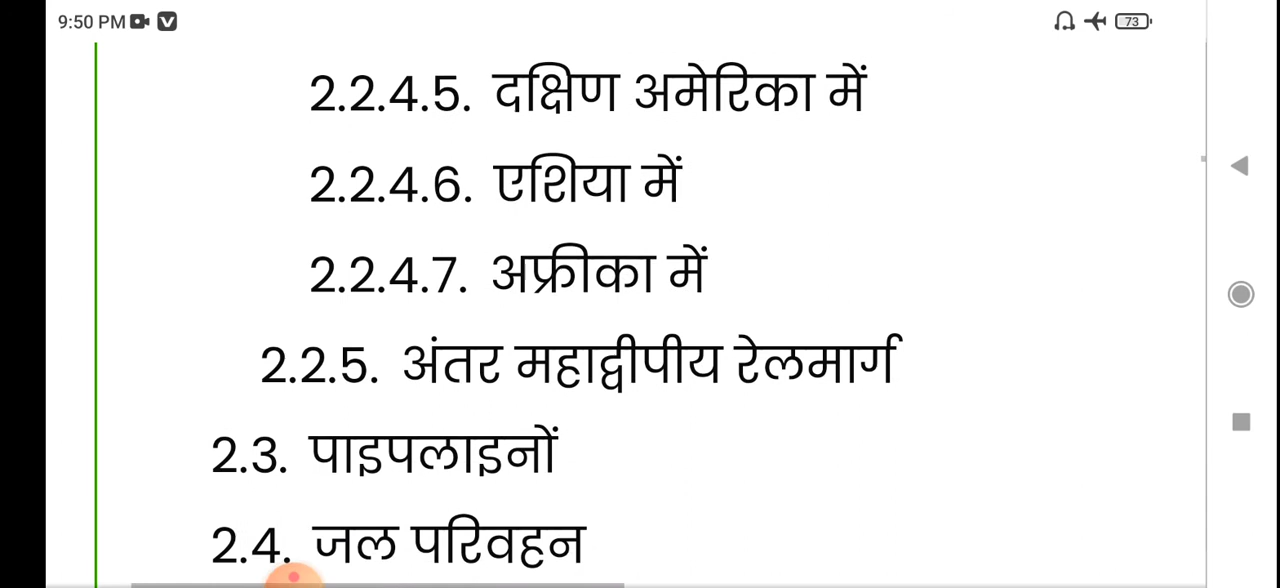 9:50 PM
73
2.2.4.5. दक्षिण अमेरिका में
2.2.4.6. एशिया में
2.2.4.7. अफ्रीका में
2.2.5. अंतर महाद्वीपीय रेलमार्ग
2.3. पाइपलाइनों
2.4. जल परिवहन